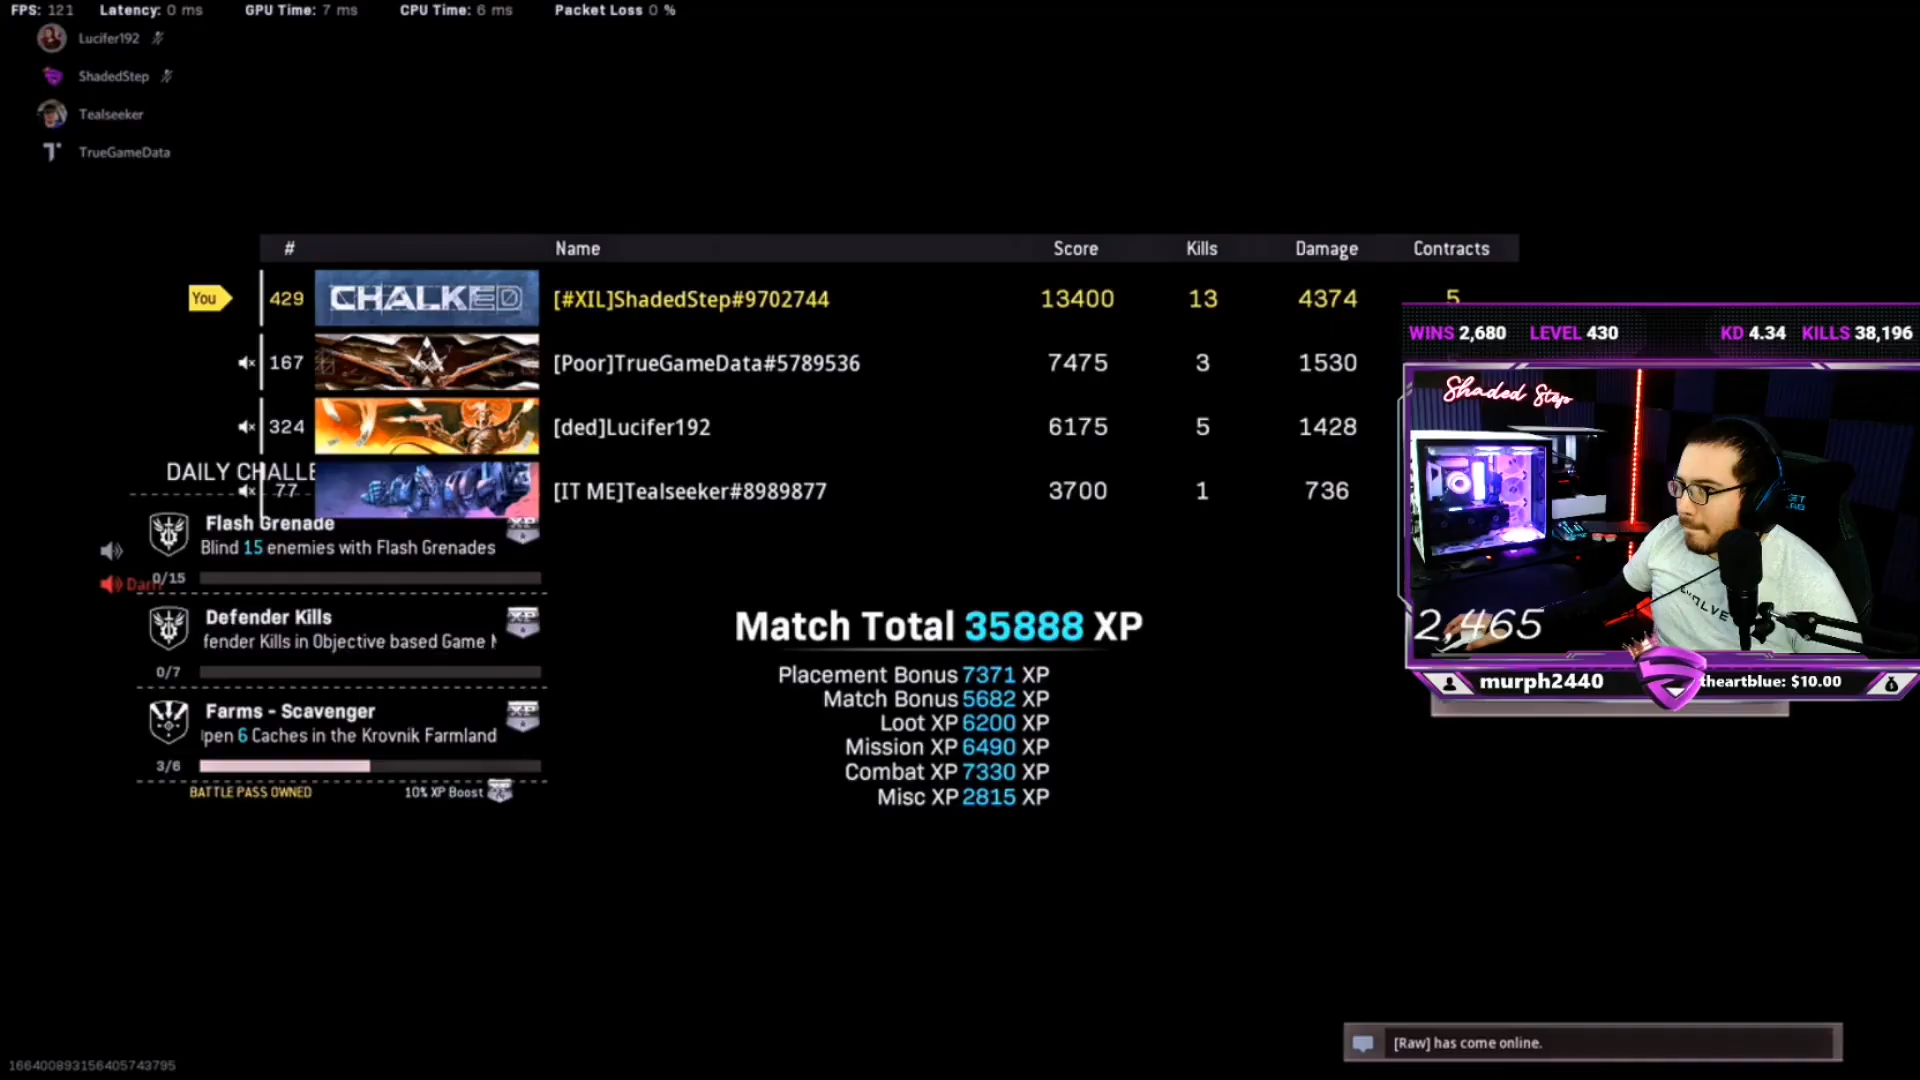 FPS: 121 Latency: 0 ms GPU Time: 7 ms CPU Time: 6 ms Packet Loss 0 %
Lucifer192
ShadedStep
Tealseeker
TrueGameData
# Name Score Kills Damage Contracts
You 429 CHALKED [#XIL]ShadedStep#9702744 13400 13 4374 5
167 [Poor]TrueGameData#5789536 7475 3 1530
324 [ded]Lucifer192 6175 5 1428
77 [IT ME]Tealseeker#8989877 3700 1 736
DAILY CHALLE
Flash Grenade XP
Blind 15 enemies with Flash Grenades
0/15
Defender Kills XP
fender Kills in Objective based Game
0/7
Farms - Scavenger XP
pen 6 Caches in the Krovnik Farmland
3/6
BATTLE PASS OWNED 10% XP Boost
Match Total 35888 XP
Placement Bonus 7371 XP
Match Bonus 5682 XP
Loot XP 6200 XP
Mission XP 6490 XP
Combat XP 7330 XP
Misc XP 2815 XP
WINS 2,680 LEVEL 430 KD 4.34 KILLS 38,196
Shaded Step
2,465
murph2440 theartblue: $10.00
[Raw] has come online.
166400893156405743795